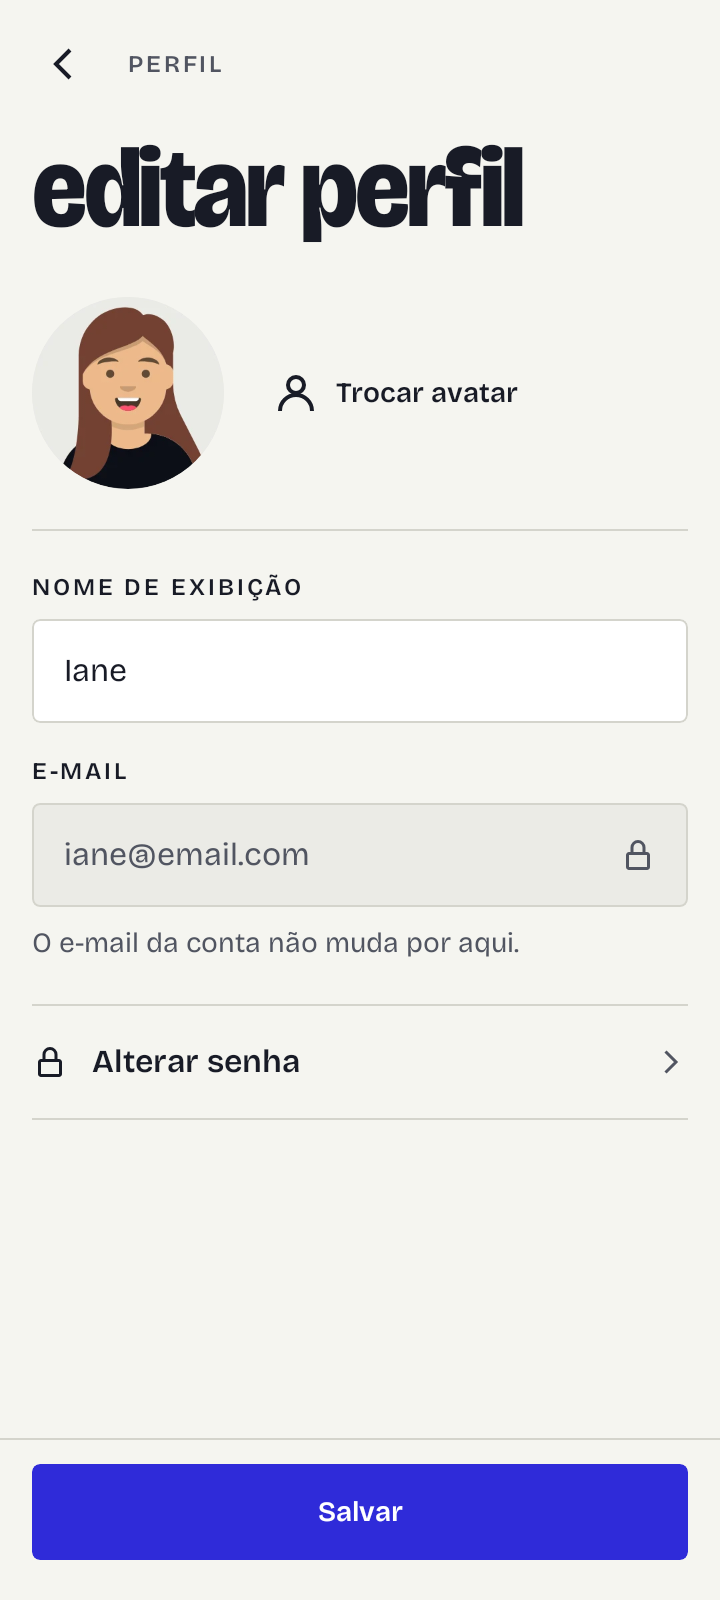 PERFIL
editar perfil
Trocar avatar
NOME DE EXIBIÇÃO
Iane
E-MAIL
iane@email.com
O e-mail da conta não muda por aqui.
Alterar senha
Salvar